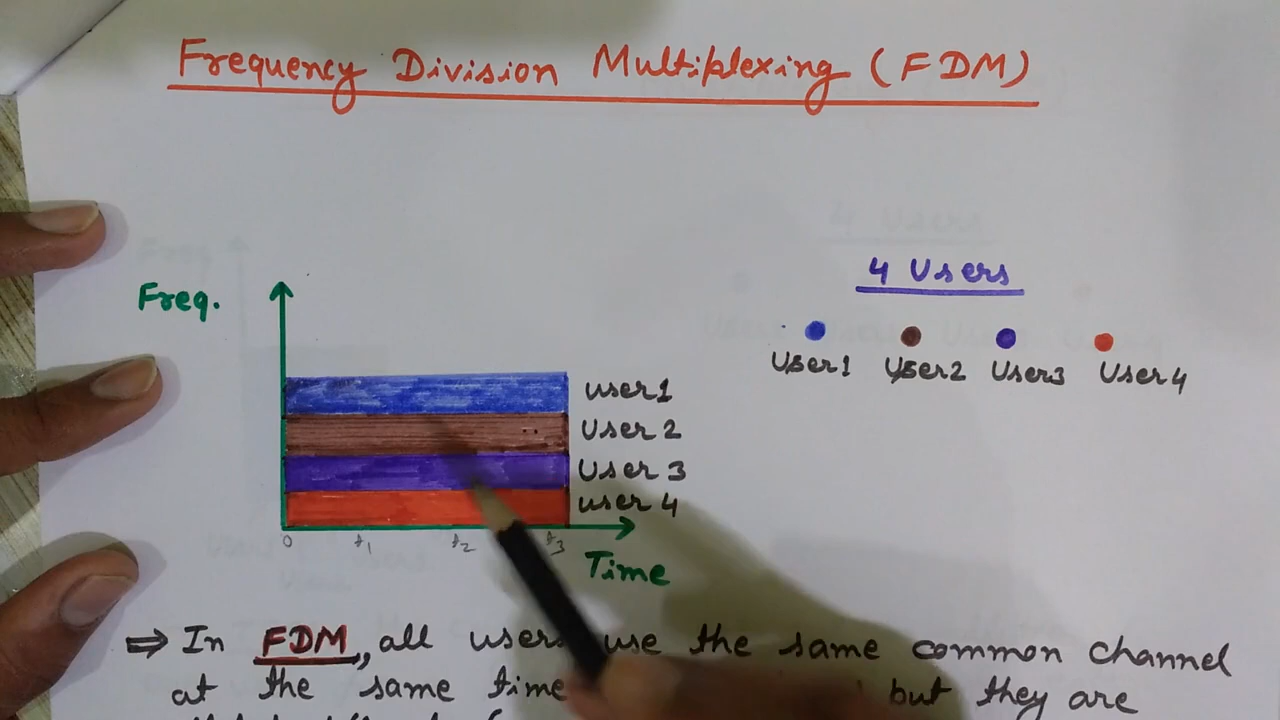 Frequency Division Multiplexing (FDM)
4 Users
Freq.
User1 User2 User3 User4
user1
User 2
User 3
user 4
0 t1 t2 t3
Time
⇒ In FDM, all users use the same common channel
at the same time but they are